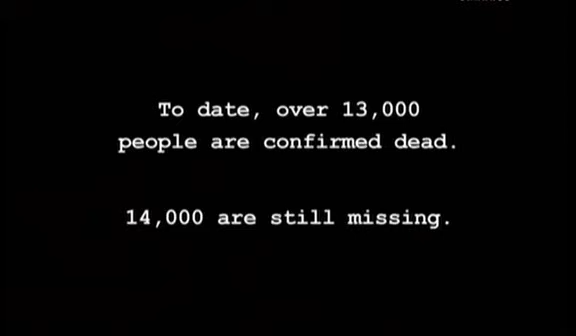 To date, over 13,000
people are confirmed dead.
14,000 are still missing.